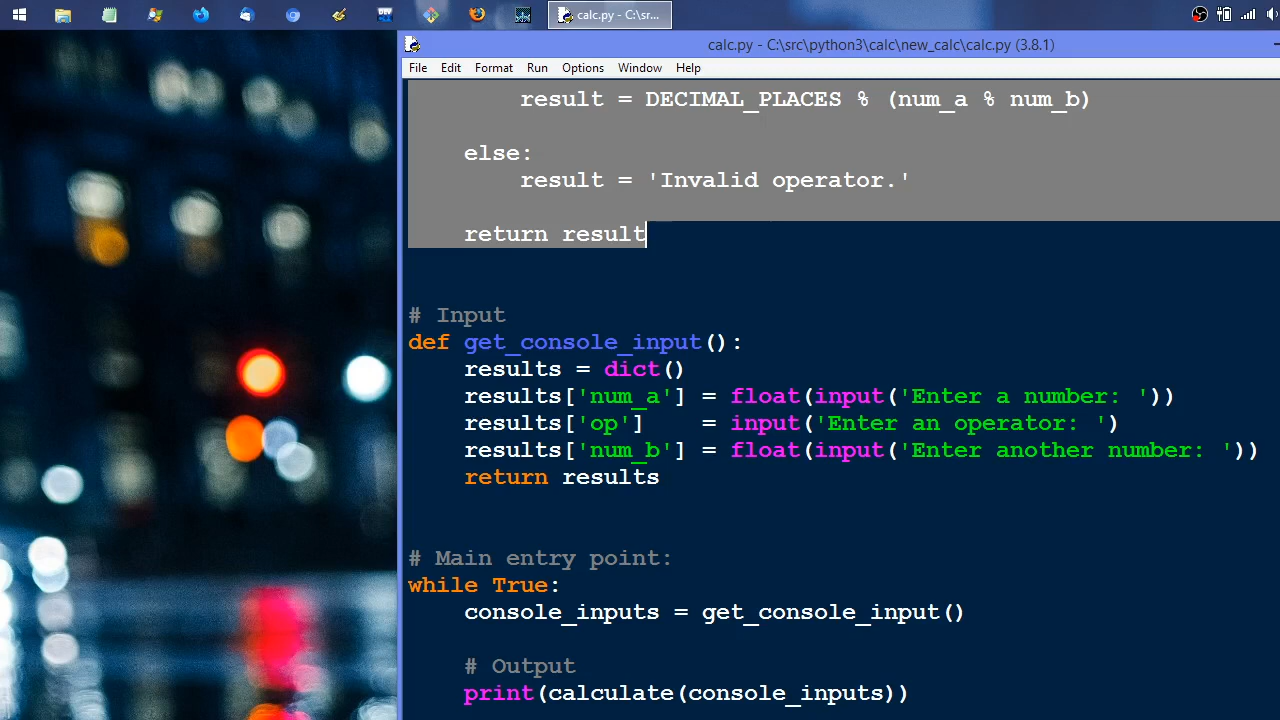 calc.py - C:\sr...
calc.py - C:\src\python3\calc\new_calc\calc.py (3.8.1)
File Edit Format Run Options Window Help
        result = DECIMAL_PLACES % (num_a % num_b)
    else:
        result = 'Invalid operator.'
    return result
# Input
def get_console_input():
    results = dict()
    results['num_a'] = float(input('Enter a number: '))
    results['op']    = input('Enter an operator: ')
    results['num_b'] = float(input('Enter another number: '))
    return results
# Main entry point:
while True:
    console_inputs = get_console_input()
    # Output
    print(calculate(console_inputs))